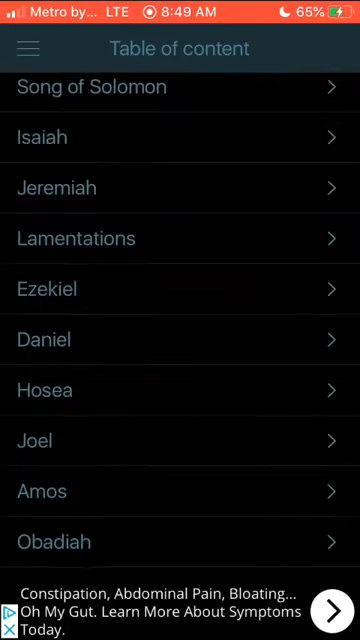 Metro by... LTE 8:49 AM 65%
Table of content
Song of Solomon
Isaiah
Jeremiah
Lamentations
Ezekiel
Daniel
Hosea
Joel
Amos
Obadiah
Constipation, Abdominal Pain, Bloating...
Oh My Gut. Learn More About Symptoms
Today.